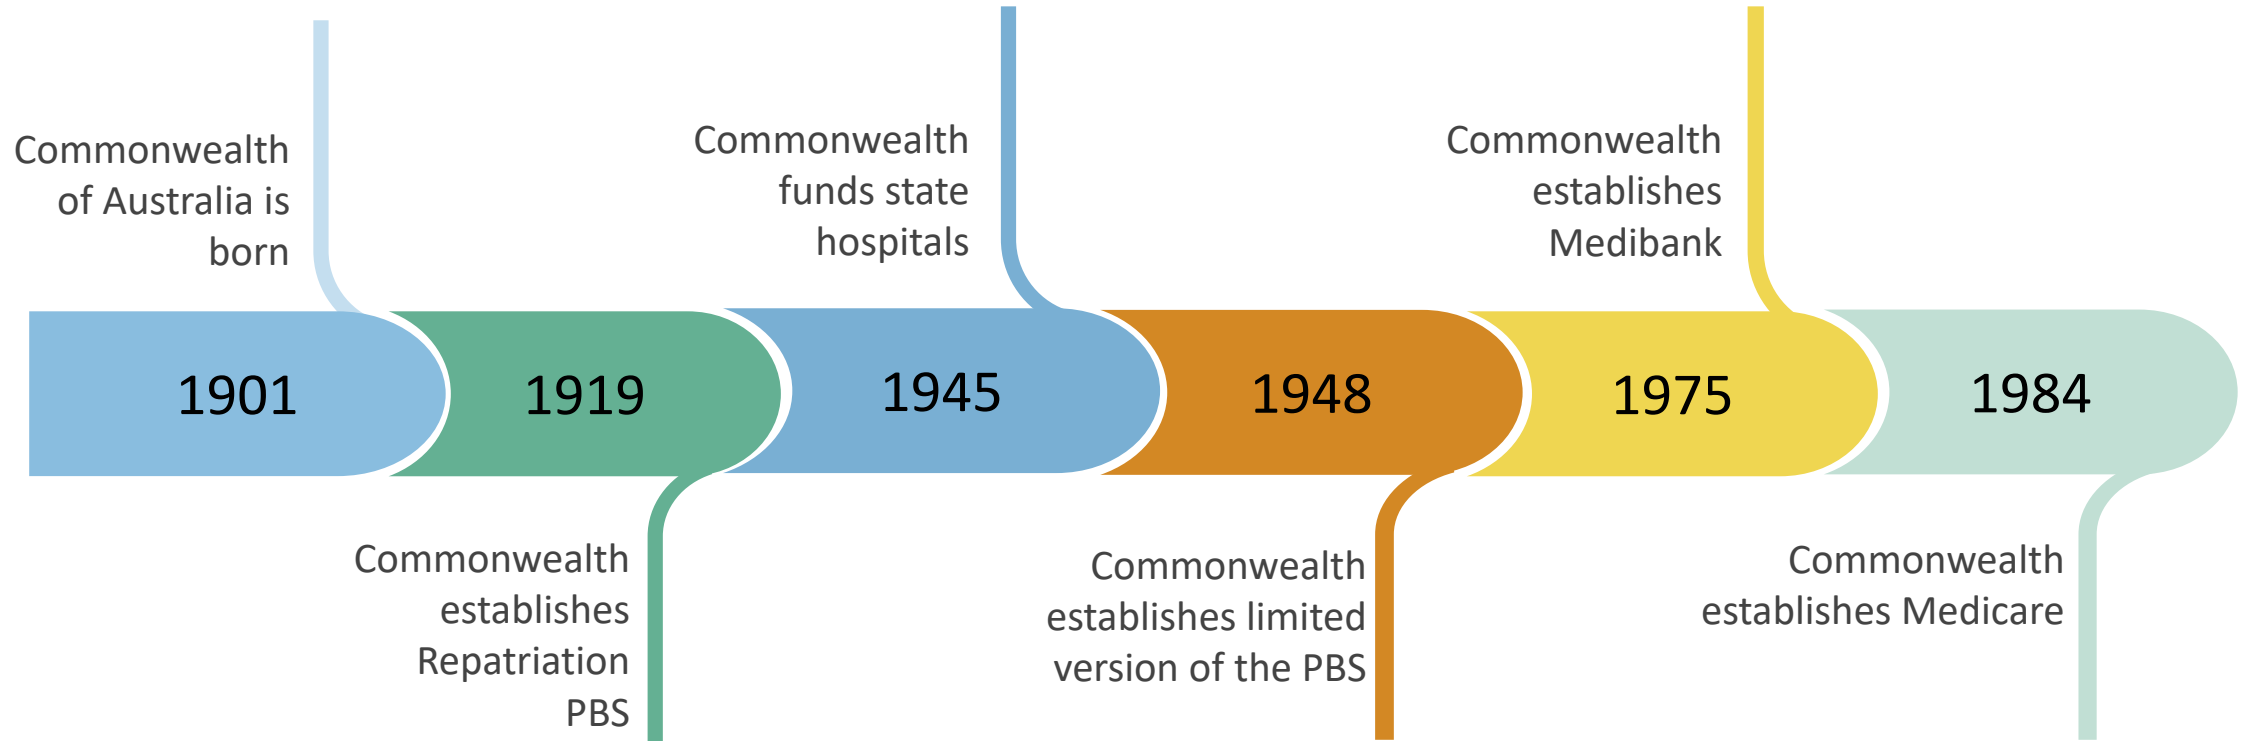 Commonwealth
of Australia is
born
Commonwealth
funds state
hospitals
Commonwealth
establishes
Medibank
1901
1919
1945
1948
1975
1984
Commonwealth
establishes
Repatriation
PBS
Commonwealth
establishes limited
version of the PBS
Commonwealth
establishes Medicare